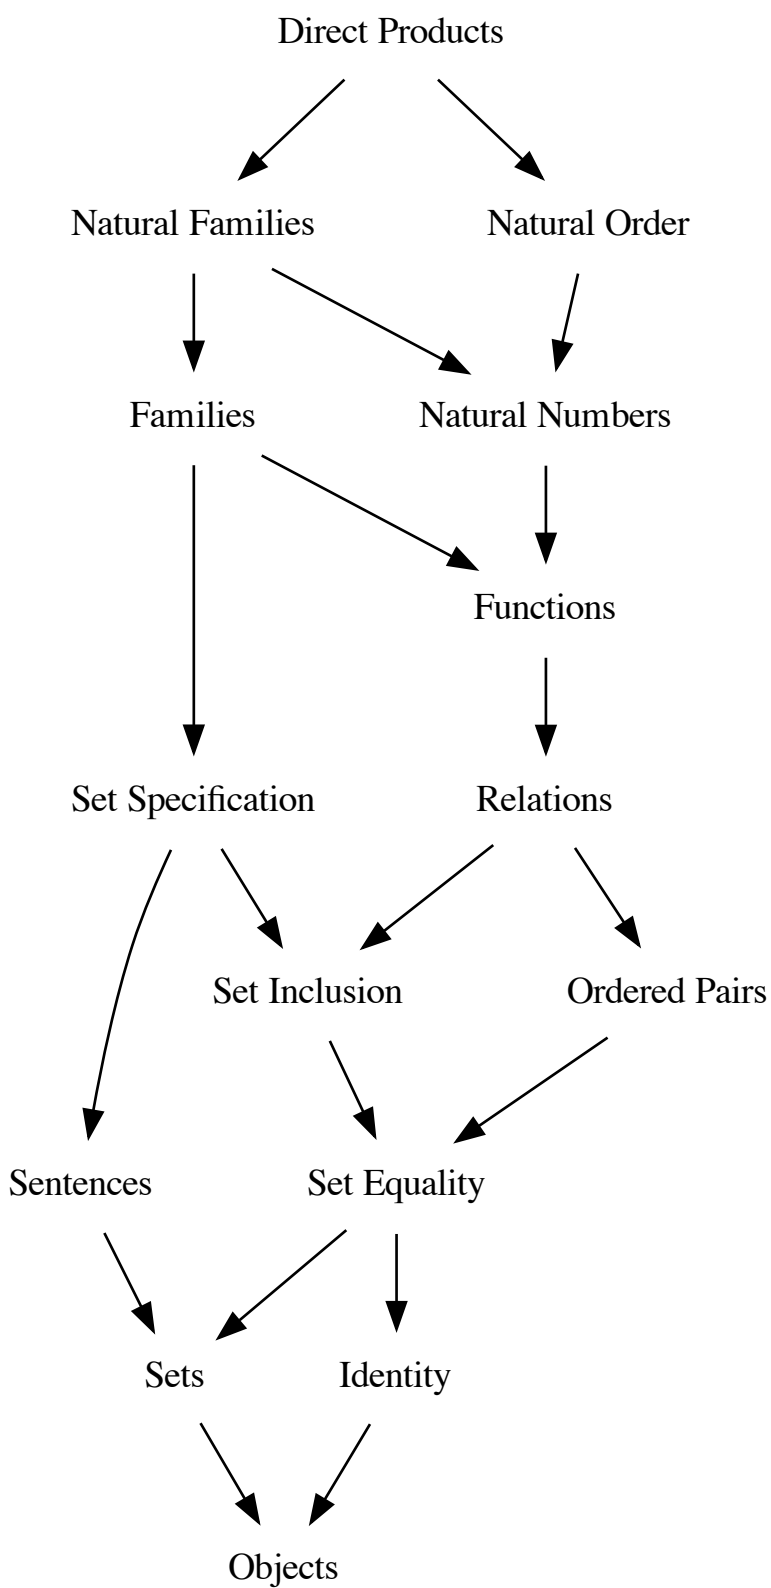 Direct Products
Natural Families
Natural Order
Families
Natural Numbers
Functions
Set Specification
Relations
Set Inclusion
Ordered Pairs
Sentences
Set Equality
Sets
Identity
Objects